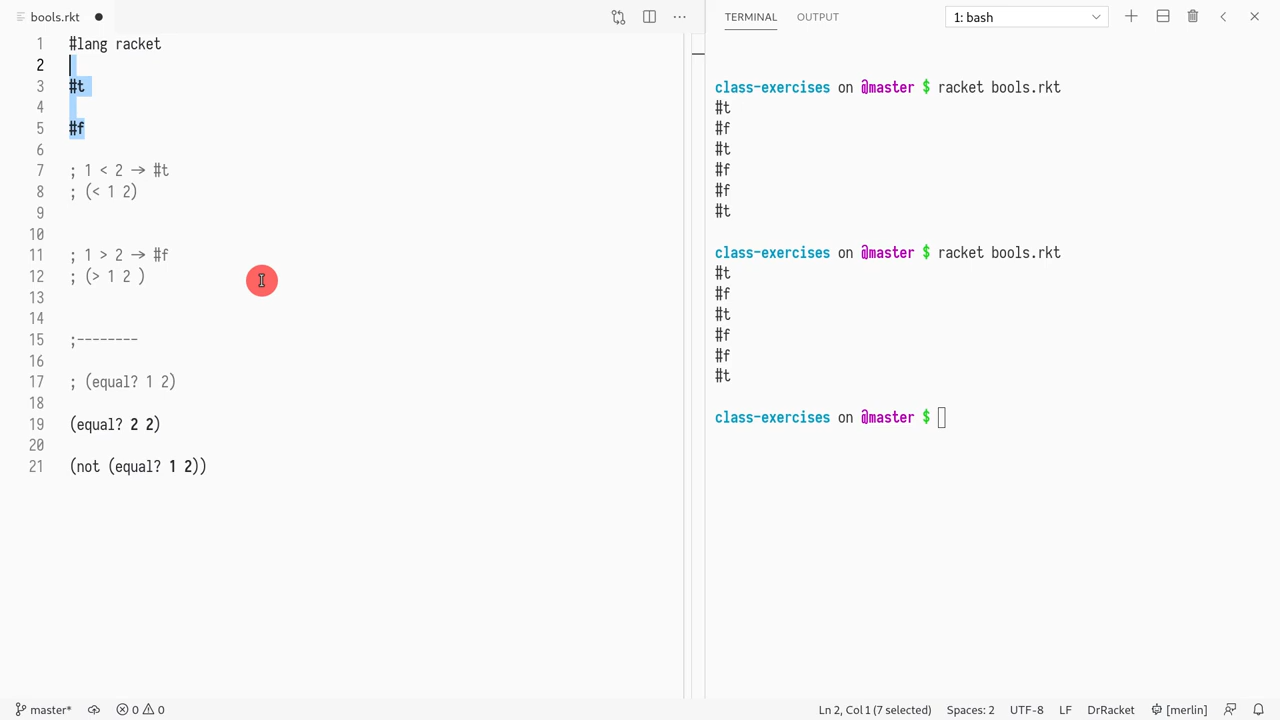 bools.rkt
1 #lang racket
2
3 #t
4
5 #f
6
7 ; 1 < 2 → #t
8 ; (< 1 2)
9
10
11 ; 1 > 2 → #f
12 ; (> 1 2 )
13
14
15 ;--------
16
17 ; (equal? 1 2)
18
19 (equal? 2 2)
20
21 (not (equal? 1 2))
TERMINAL OUTPUT 1: bash
class-exercises on @master $ racket bools.rkt
#t
#f
#t
#f
#f
#t
class-exercises on @master $ racket bools.rkt
#t
#f
#t
#f
#f
#t
class-exercises on @master $
master* 0 0 Ln 2, Col 1 (7 selected) Spaces: 2 UTF-8 LF DrRacket [merlin]